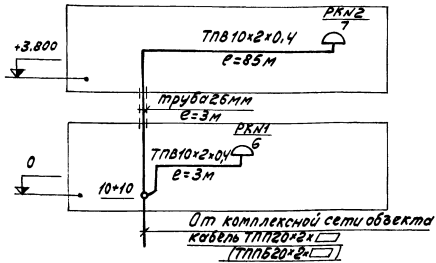 РКN2
7
ТПВ10×2×0,4
ℓ=85м
+3.800
труба26мм
ℓ=3м
РКN1
6
ТПВ10×2×0,4
ℓ=3м
0
10+10
От комплексной сети объекта
кабель ТПП20×2×
(ТППБ20×2× )